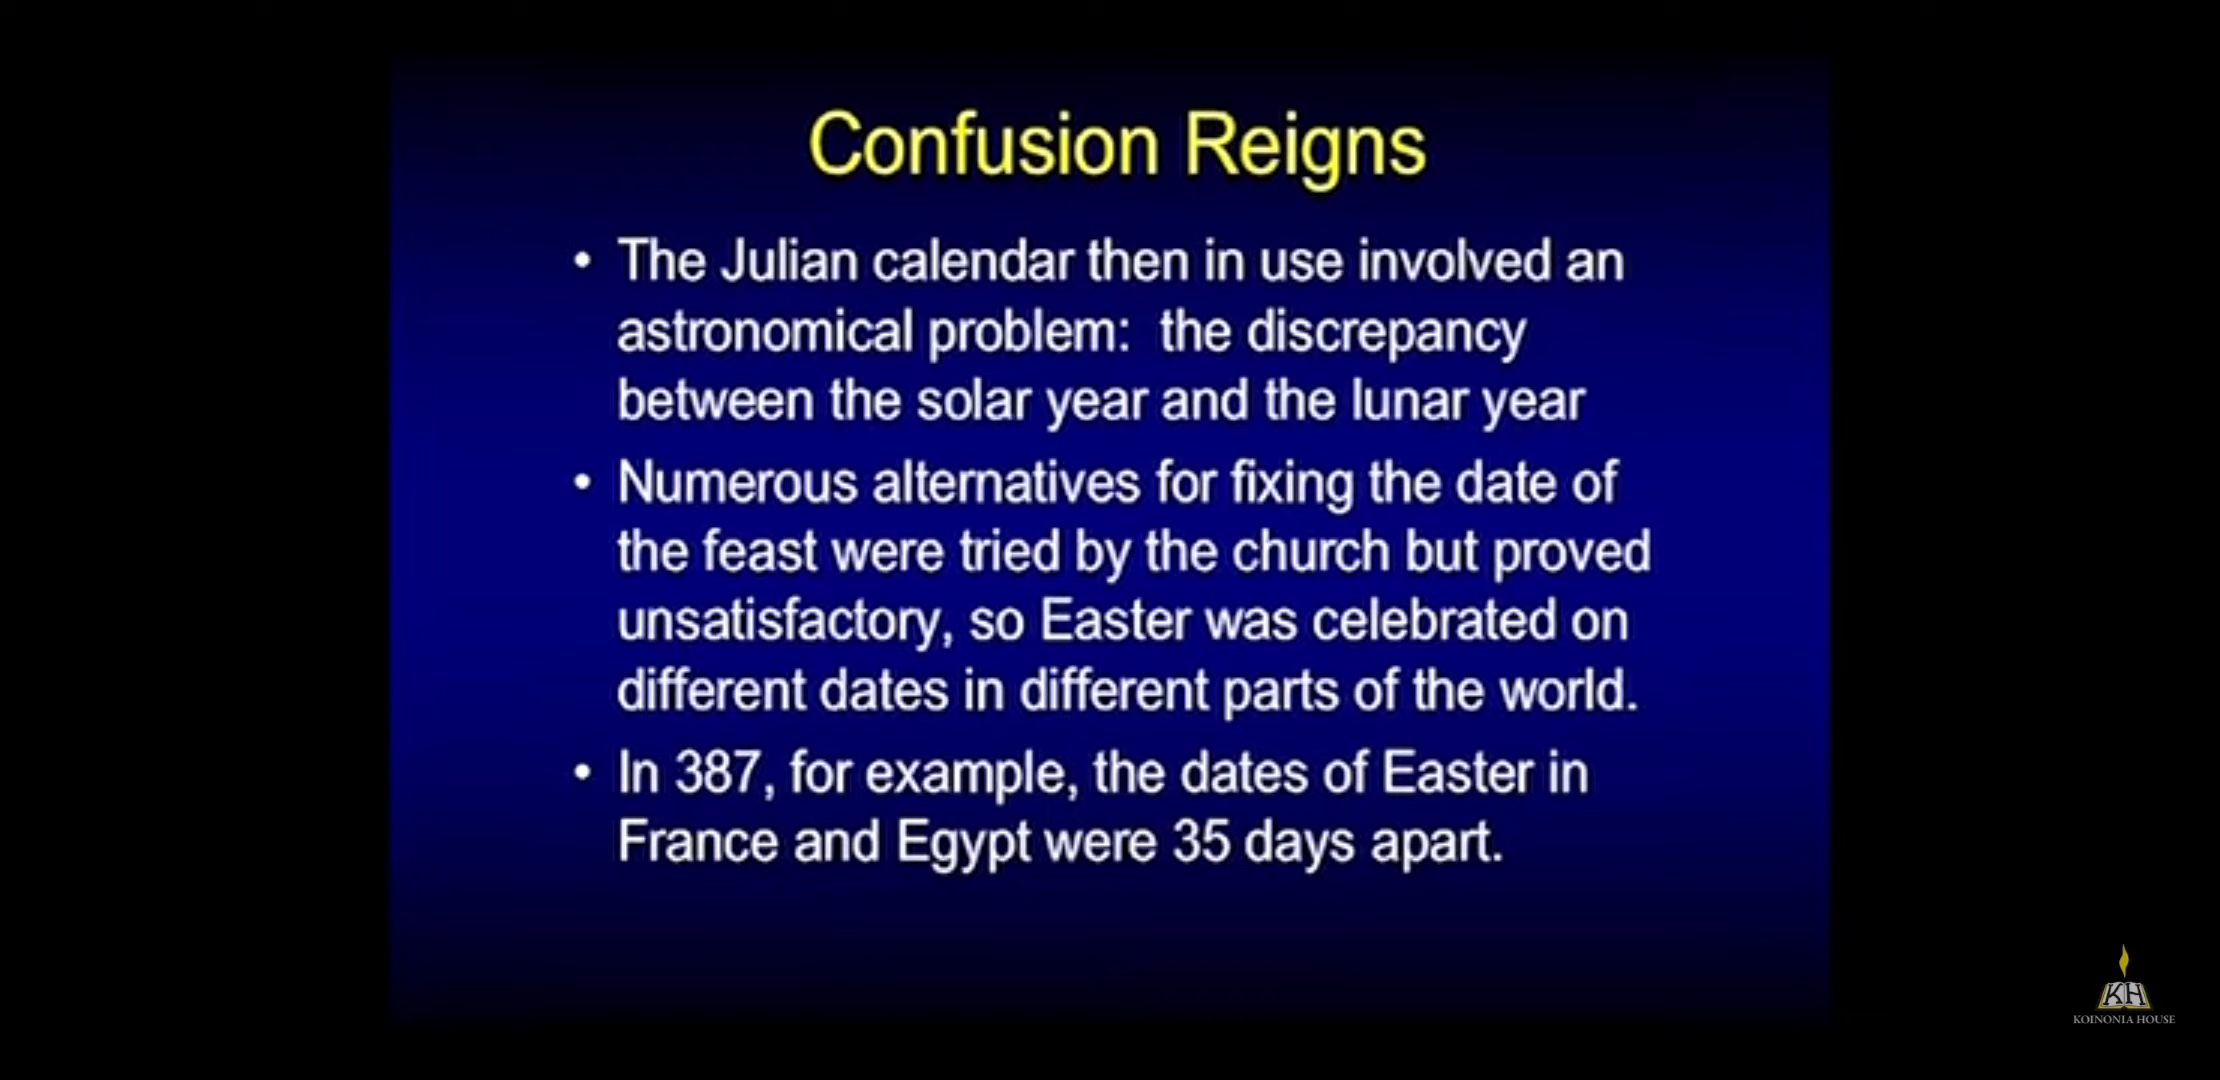 Confusion Reigns
• The Julian calendar then in use involved an
astronomical problem:  the discrepancy
between the solar year and the lunar year
• Numerous alternatives for fixing the date of
the feast were tried by the church but proved
unsatisfactory, so Easter was celebrated on
different dates in different parts of the world.
• In 387, for example, the dates of Easter in
France and Egypt were 35 days apart.
KH
KOINONIA HOUSE